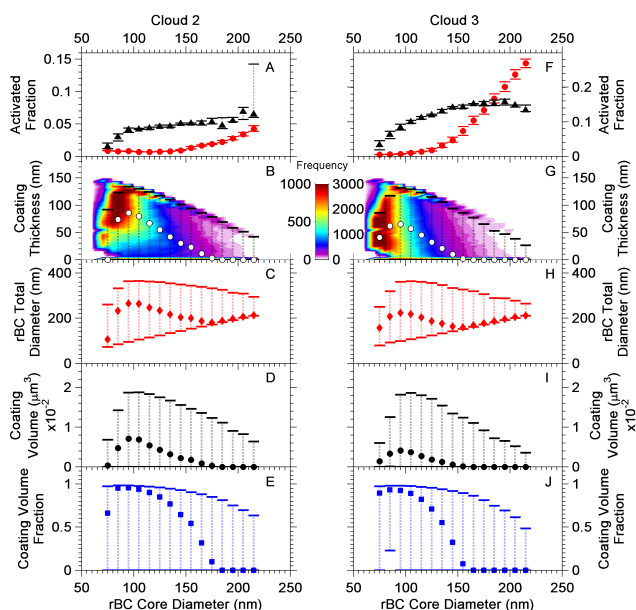 Cloud 2
Cloud 3
50 100 150 200 250
50 100 150 200 250
0.15
0.1
0.05
0
Activated
Fraction
A
F
0.2
0.1
0
Activated
Fraction
Frequency
1000
500
0
3000
2000
1000
0
150
100
50
0
Coating
Thickness (nm)
B
G
150
100
50
0
Coating
Thickness (nm)
400
200
0
rBC Total
Diameter (nm)
C
H
400
200
0
rBC Total
Diameter (nm)
2
1
0
Coating
Volume (μm³)
x10⁻²
D
I
2
1
0
Coating
Volume (μm³)
x10⁻²
1
0.5
0
Coating Volume
Fraction
E
J
1
0.5
0
Coating Volume
Fraction
50 100 150 200 250
50 100 150 200 250
rBC Core Diameter (nm)
rBC Core Diameter (nm)